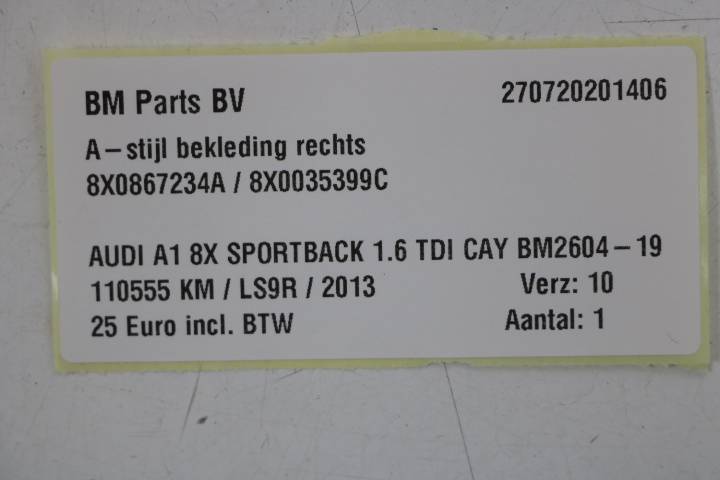 BM Parts BV 270720201406
A-stijl bekleding rechts
8X0867234A / 8X0035399C
AUDI A1 8X SPORTBACK 1.6 TDI CAY BM2604-19
110555 KM / LS9R / 2013 Verz: 10
25 Euro incl. BTW Aantal: 1